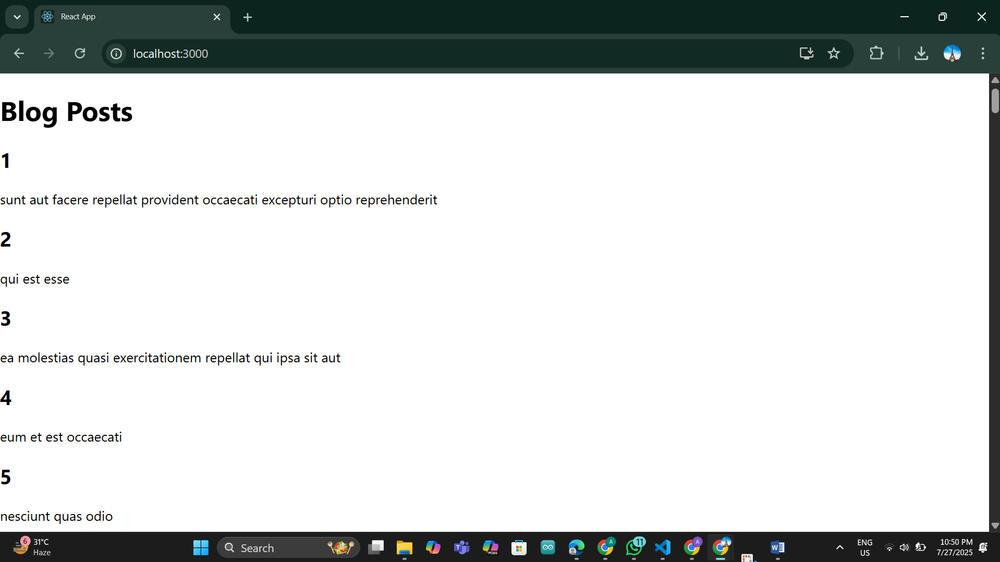 React App
localhost:3000
Blog Posts
1
sunt aut facere repellat provident occaecati excepturi optio reprehenderit
2
qui est esse
3
ea molestias quasi exercitationem repellat qui ipsa sit aut
4
eum et est occaecati
5
nesciunt quas odio
6
31°C
Haze
Search
T
M365
A
11
A
W
ENG
US
10:50 PM
7/27/2025